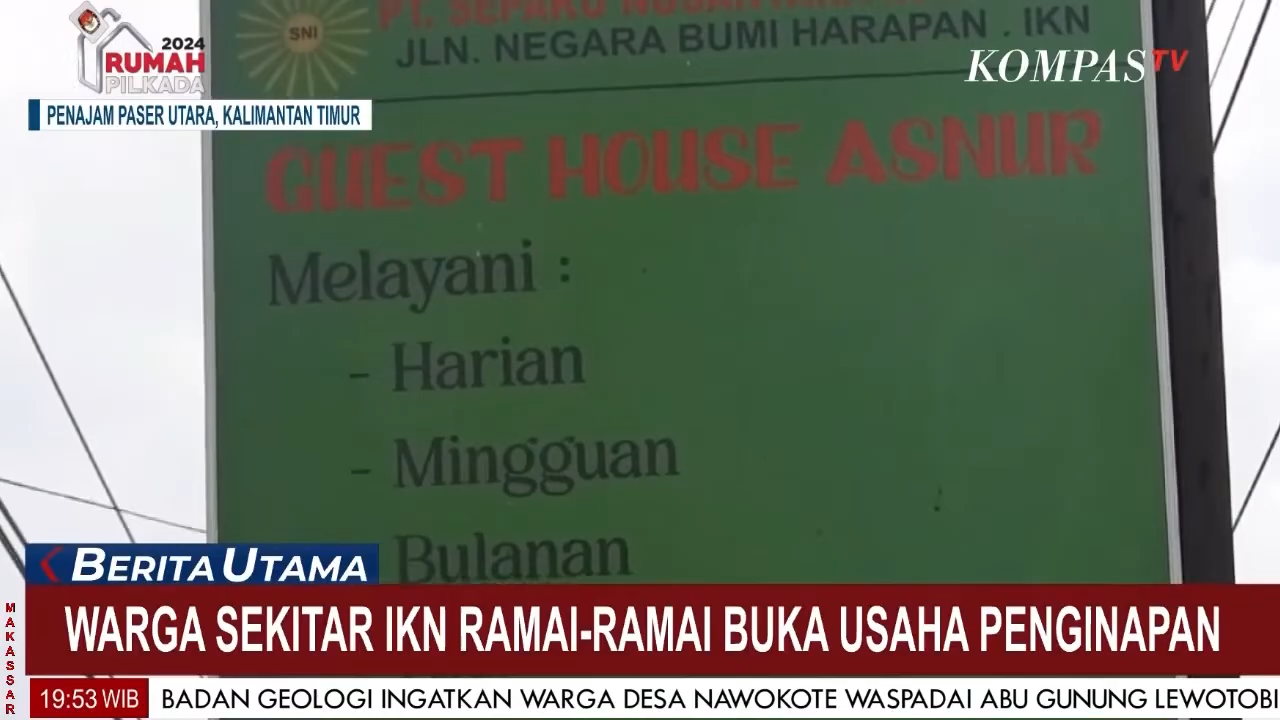 2024
RUMAH
PILKADA
KOMPASTV
PENAJAM PASER UTARA, KALIMANTAN TIMUR
SNI
PT. SEPAKU
JLN. NEGARA BUMI HARAPAN . IKN
GUEST HOUSE ASNUR
Melayani :
- Harian
- Mingguan
Bulanan
BERITA UTAMA
WARGA SEKITAR IKN RAMAI-RAMAI BUKA USAHA PENGINAPAN
MAKASSAR
19:53 WIB
BADAN GEOLOGI INGATKAN WARGA DESA NAWOKOTE WASPADAI ABU GUNUNG LEWOTOBI